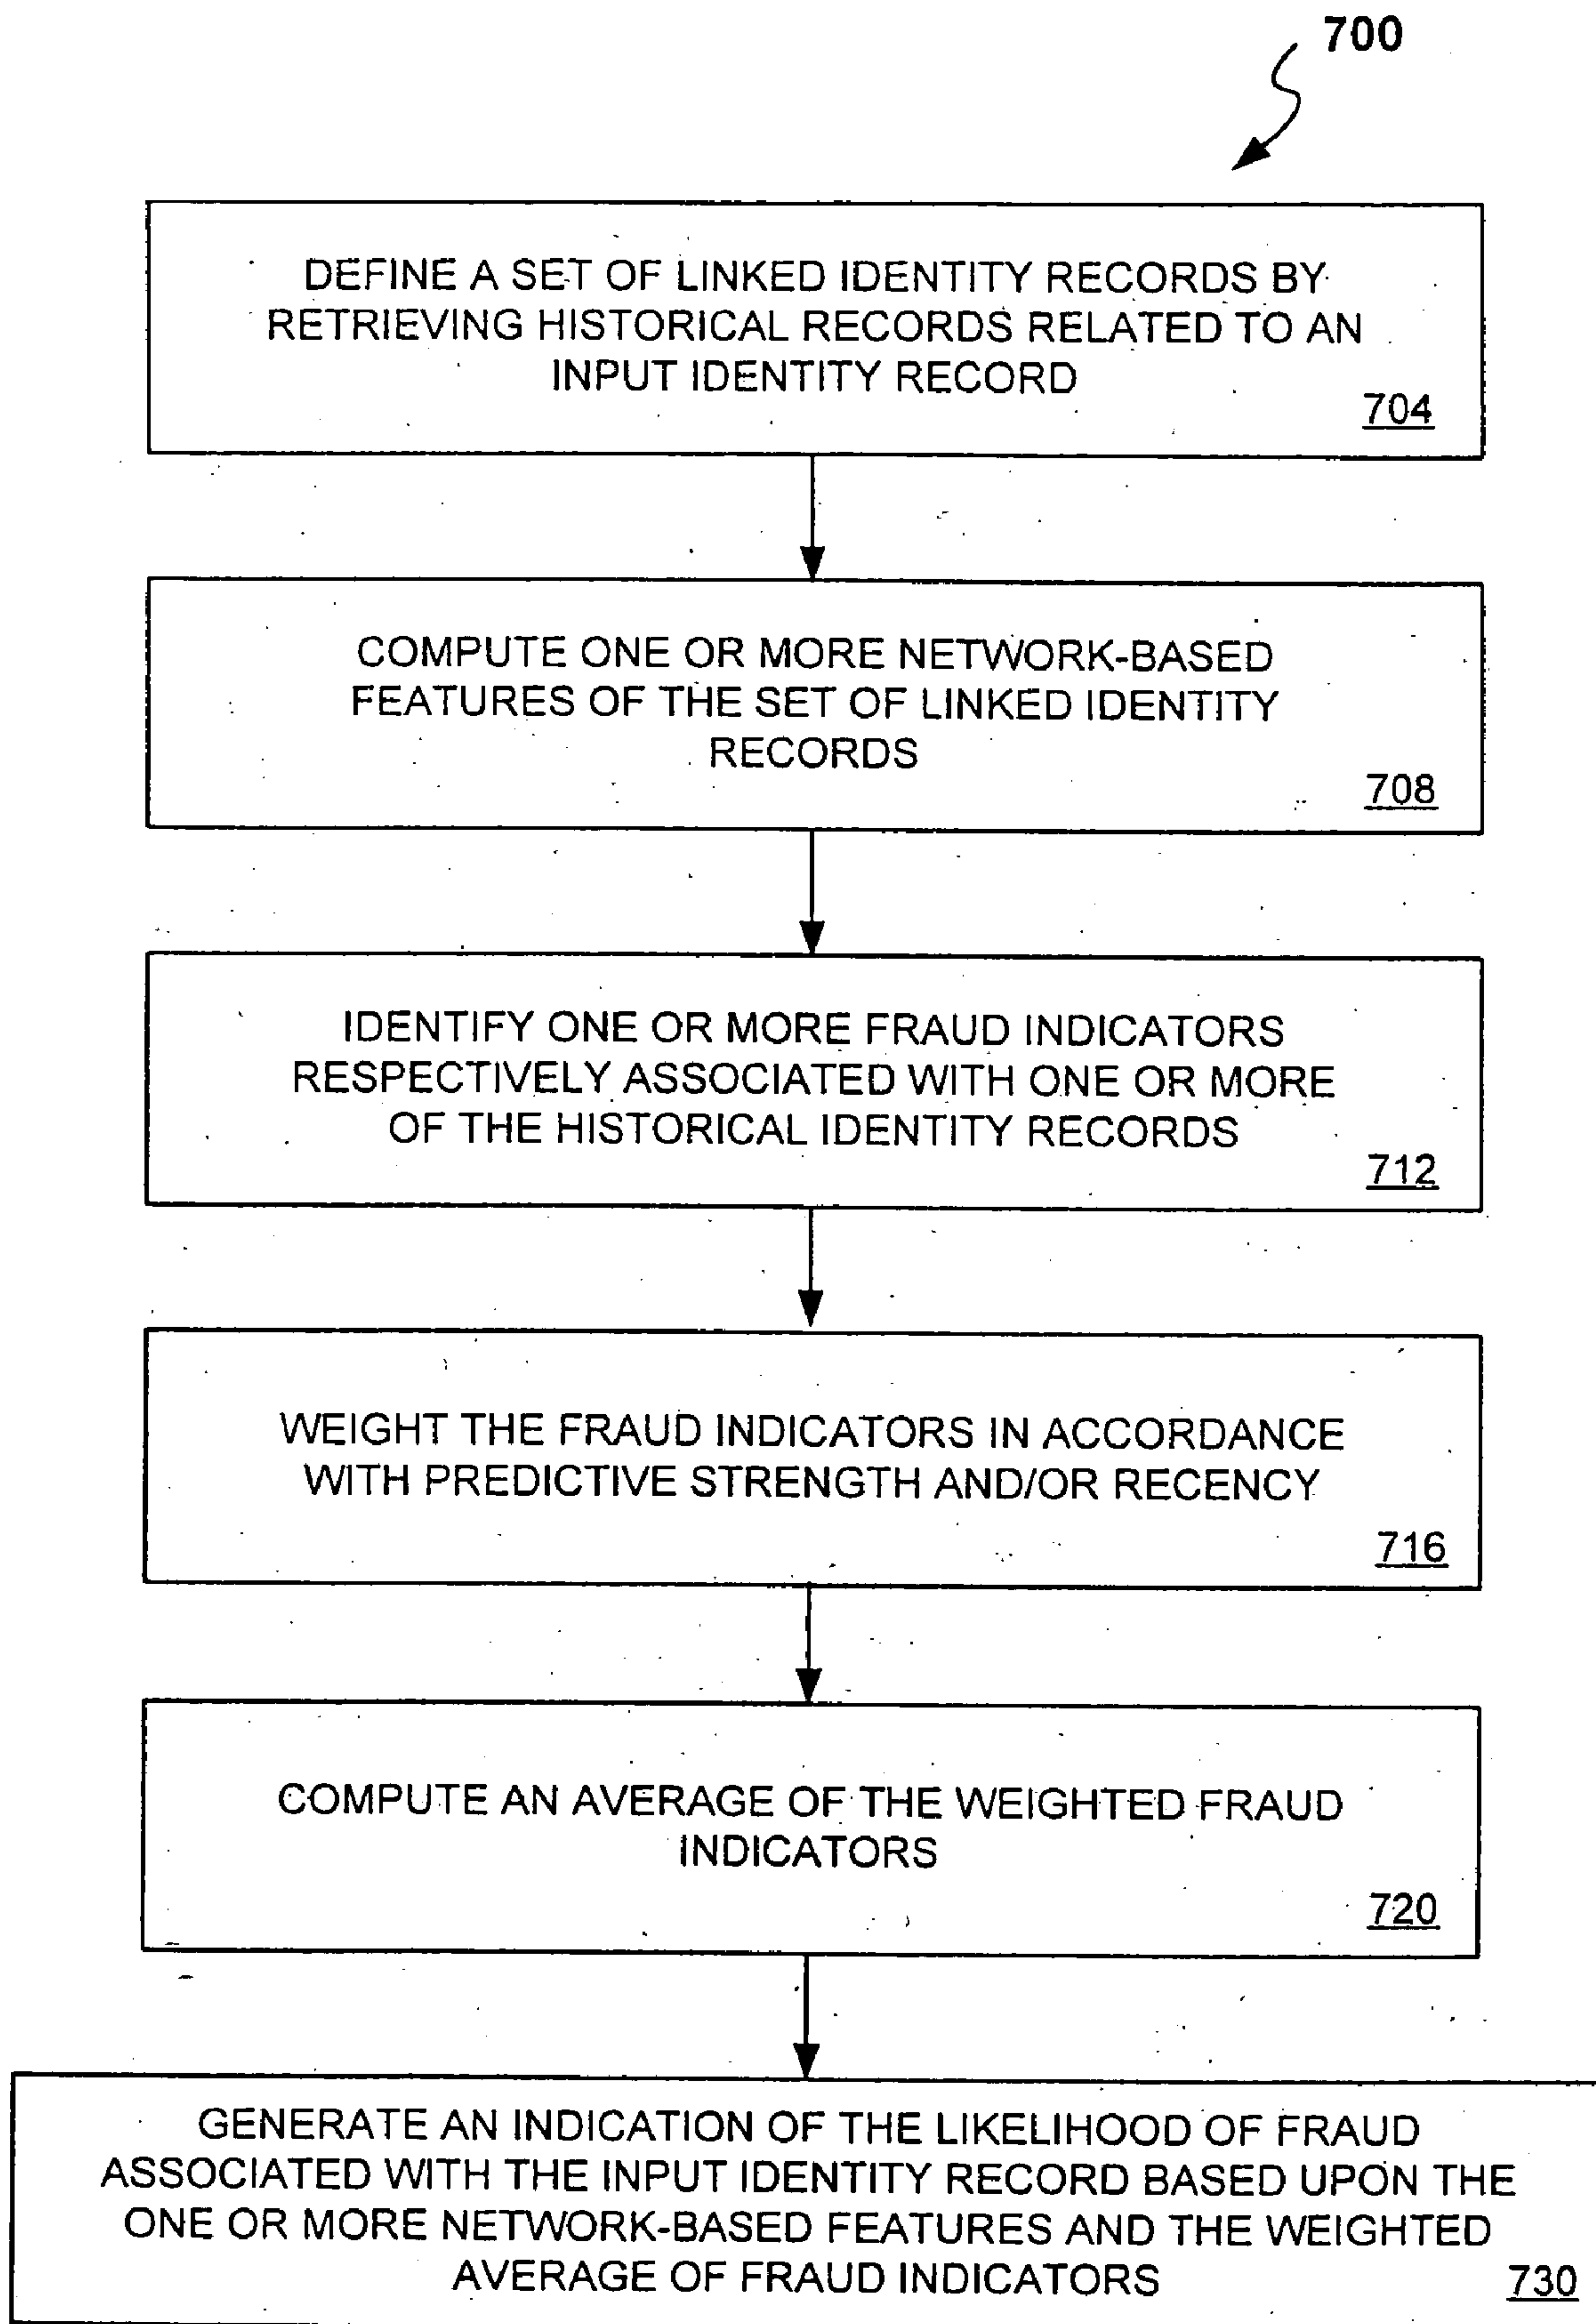 700
DEFINE A SET OF LINKED IDENTITY RECORDS BY
RETRIEVING HISTORICAL RECORDS RELATED TO AN
INPUT IDENTITY RECORD
704
COMPUTE ONE OR MORE NETWORK-BASED
FEATURES OF THE SET OF LINKED IDENTITY
RECORDS
708
IDENTIFY ONE OR MORE FRAUD INDICATORS
RESPECTIVELY ASSOCIATED WITH ONE OR MORE
OF THE HISTORICAL IDENTITY RECORDS
712
WEIGHT THE FRAUD INDICATORS IN ACCORDANCE
WITH PREDICTIVE STRENGTH AND/OR RECENCY
716
COMPUTE AN AVERAGE OF THE WEIGHTED FRAUD
INDICATORS
720
GENERATE AN INDICATION OF THE LIKELIHOOD OF FRAUD
ASSOCIATED WITH THE INPUT IDENTITY RECORD BASED UPON THE
ONE OR MORE NETWORK-BASED FEATURES AND THE WEIGHTED
AVERAGE OF FRAUD INDICATORS
730